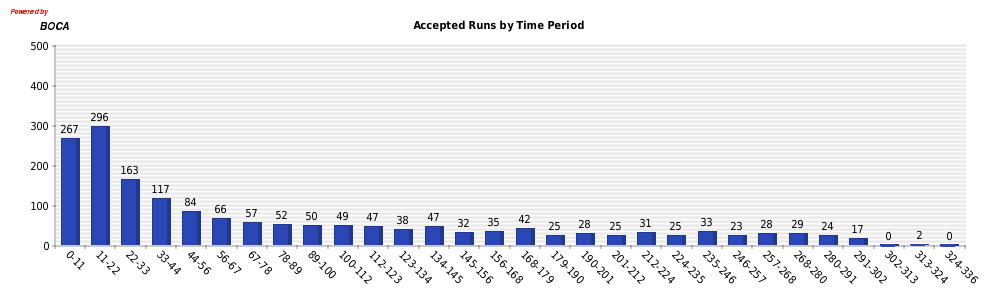 Powered by
BOCA
Accepted Runs by Time Period
500
400
300
200
100
0
267 296 163 117 84 66 57 52 50 49 47 38 47 32 35 42 25 28 25 31 25 33 23 28 29 24 17 0 2 0
0-11 11-22 22-33 33-44 44-56 56-67 67-78 78-89 89-100 100-112 112-123 123-134 134-145 145-156 156-168 168-179 179-190 190-201 201-212 212-224 224-235 235-246 246-257 257-268 268-280 280-291 291-302 302-313 313-324 324-336